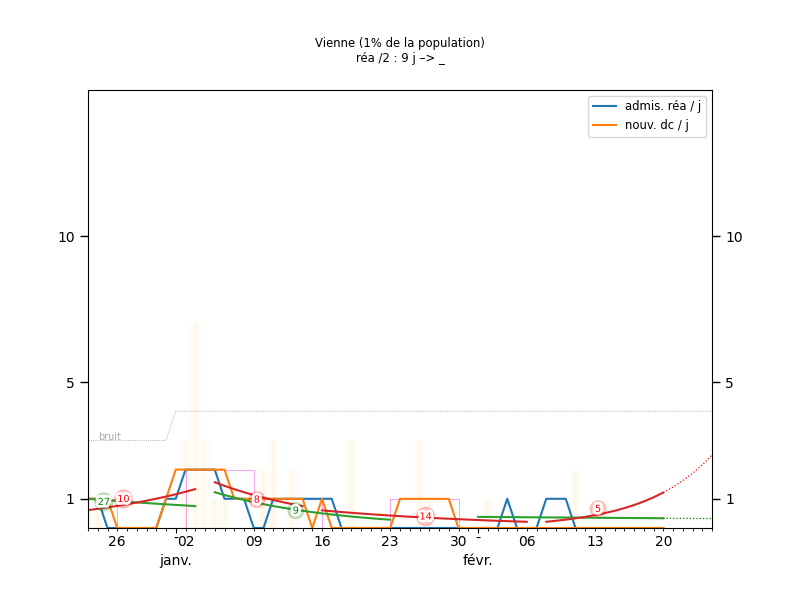 Vienne (1% de la population)
réa /2 : 9 j –> _
admis. réa / j
nouv. dc / j
10 10
5 5
bruit
1 1
27 10 8 9 14 5
26 02 09 16 23 30 06 13 20
janv. févr.